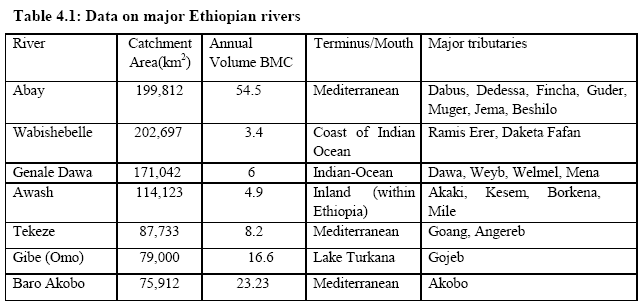 Table 4.1: Data on major Ethiopian rivers
River Catchment Annual Terminus/Mouth Major tributaries
Area(km²) Volume BMC
Abay 199,812 54.5 Mediterranean Dabus, Dedessa, Fincha, Guder,
Muger, Jema, Beshilo
Wabishebelle 202,697 3.4 Coast of Indian Ramis Erer, Daketa Fafan
Ocean
Genale Dawa 171,042 6 Indian-Ocean Dawa, Weyb, Welmel, Mena
Awash 114,123 4.9 Inland (within Akaki, Kesem, Borkena,
Ethiopia) Mile
Tekeze 87,733 8.2 Mediterranean Goang, Angereb
Gibe (Omo) 79,000 16.6 Lake Turkana Gojeb
Baro Akobo 75,912 23.23 Mediterranean Akobo